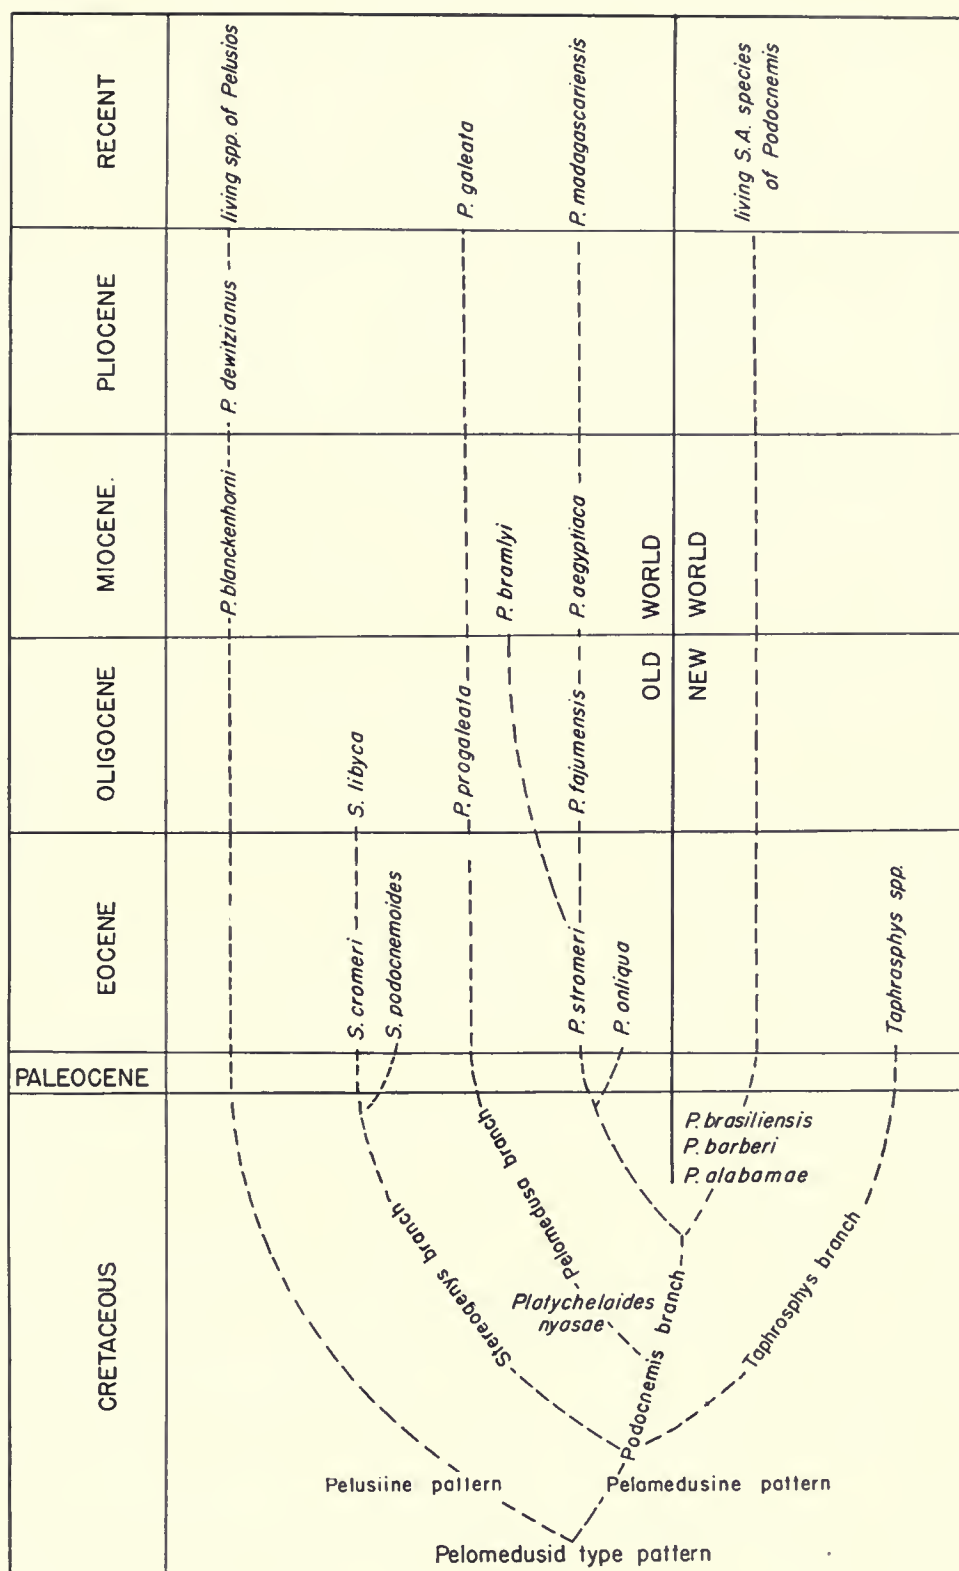 RECENT
living spp. of Pelusios
P. galeata
P. madagascariensis
living S.A. species
of Podocnemis
PLIOCENE
P. dewitzianus
MIOCENE.
P. blanckenhorni
P. bramlyi
P. aegyptiaca
OLD WORLD
NEW WORLD
OLIGOCENE
S. libyca
P. progaleata
P. fajumensis
EOCENE
S. cromeri
S. podocnemoides
P. stromeri
P. onliqua
Taphrasphys spp.
PALEOCENE
CRETACEOUS
P. brasiliensis
P. barberi
P. alabamae
Stereogenys branch
Pelomedusa branch
Platycheloides
nyasae
Podocnemis branch
Taphrosphys branch
Pelusiine pattern
Pelamedusine pattern
Pelomedusid type pattern